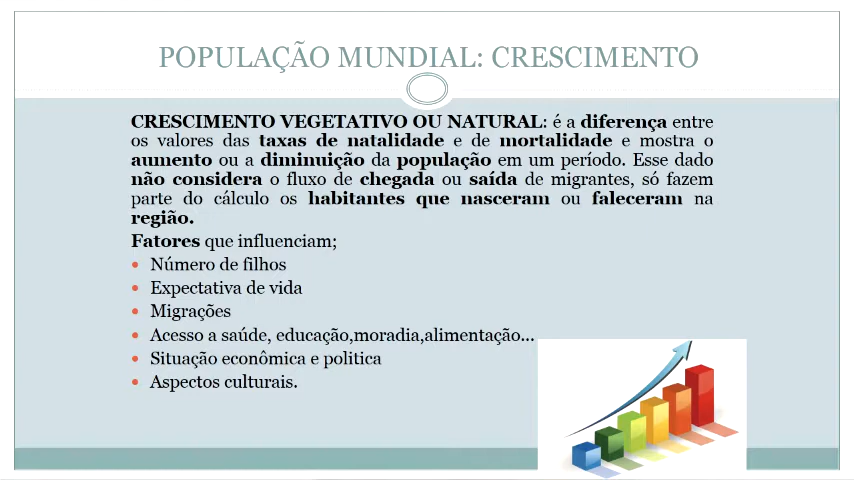 POPULAÇÃO MUNDIAL: CRESCIMENTO
CRESCIMENTO VEGETATIVO OU NATURAL: é a diferença entre
os valores das taxas de natalidade e de mortalidade e mostra o
aumento ou a diminuição da população em um período. Esse dado
não considera o fluxo de chegada ou saída de migrantes, só fazem
parte do cálculo os habitantes que nasceram ou faleceram na
região.
Fatores que influenciam;
• Número de filhos
• Expectativa de vida
• Migrações
• Acesso a saúde, educação,moradia,alimentação...
• Situação econômica e politica
• Aspectos culturais.